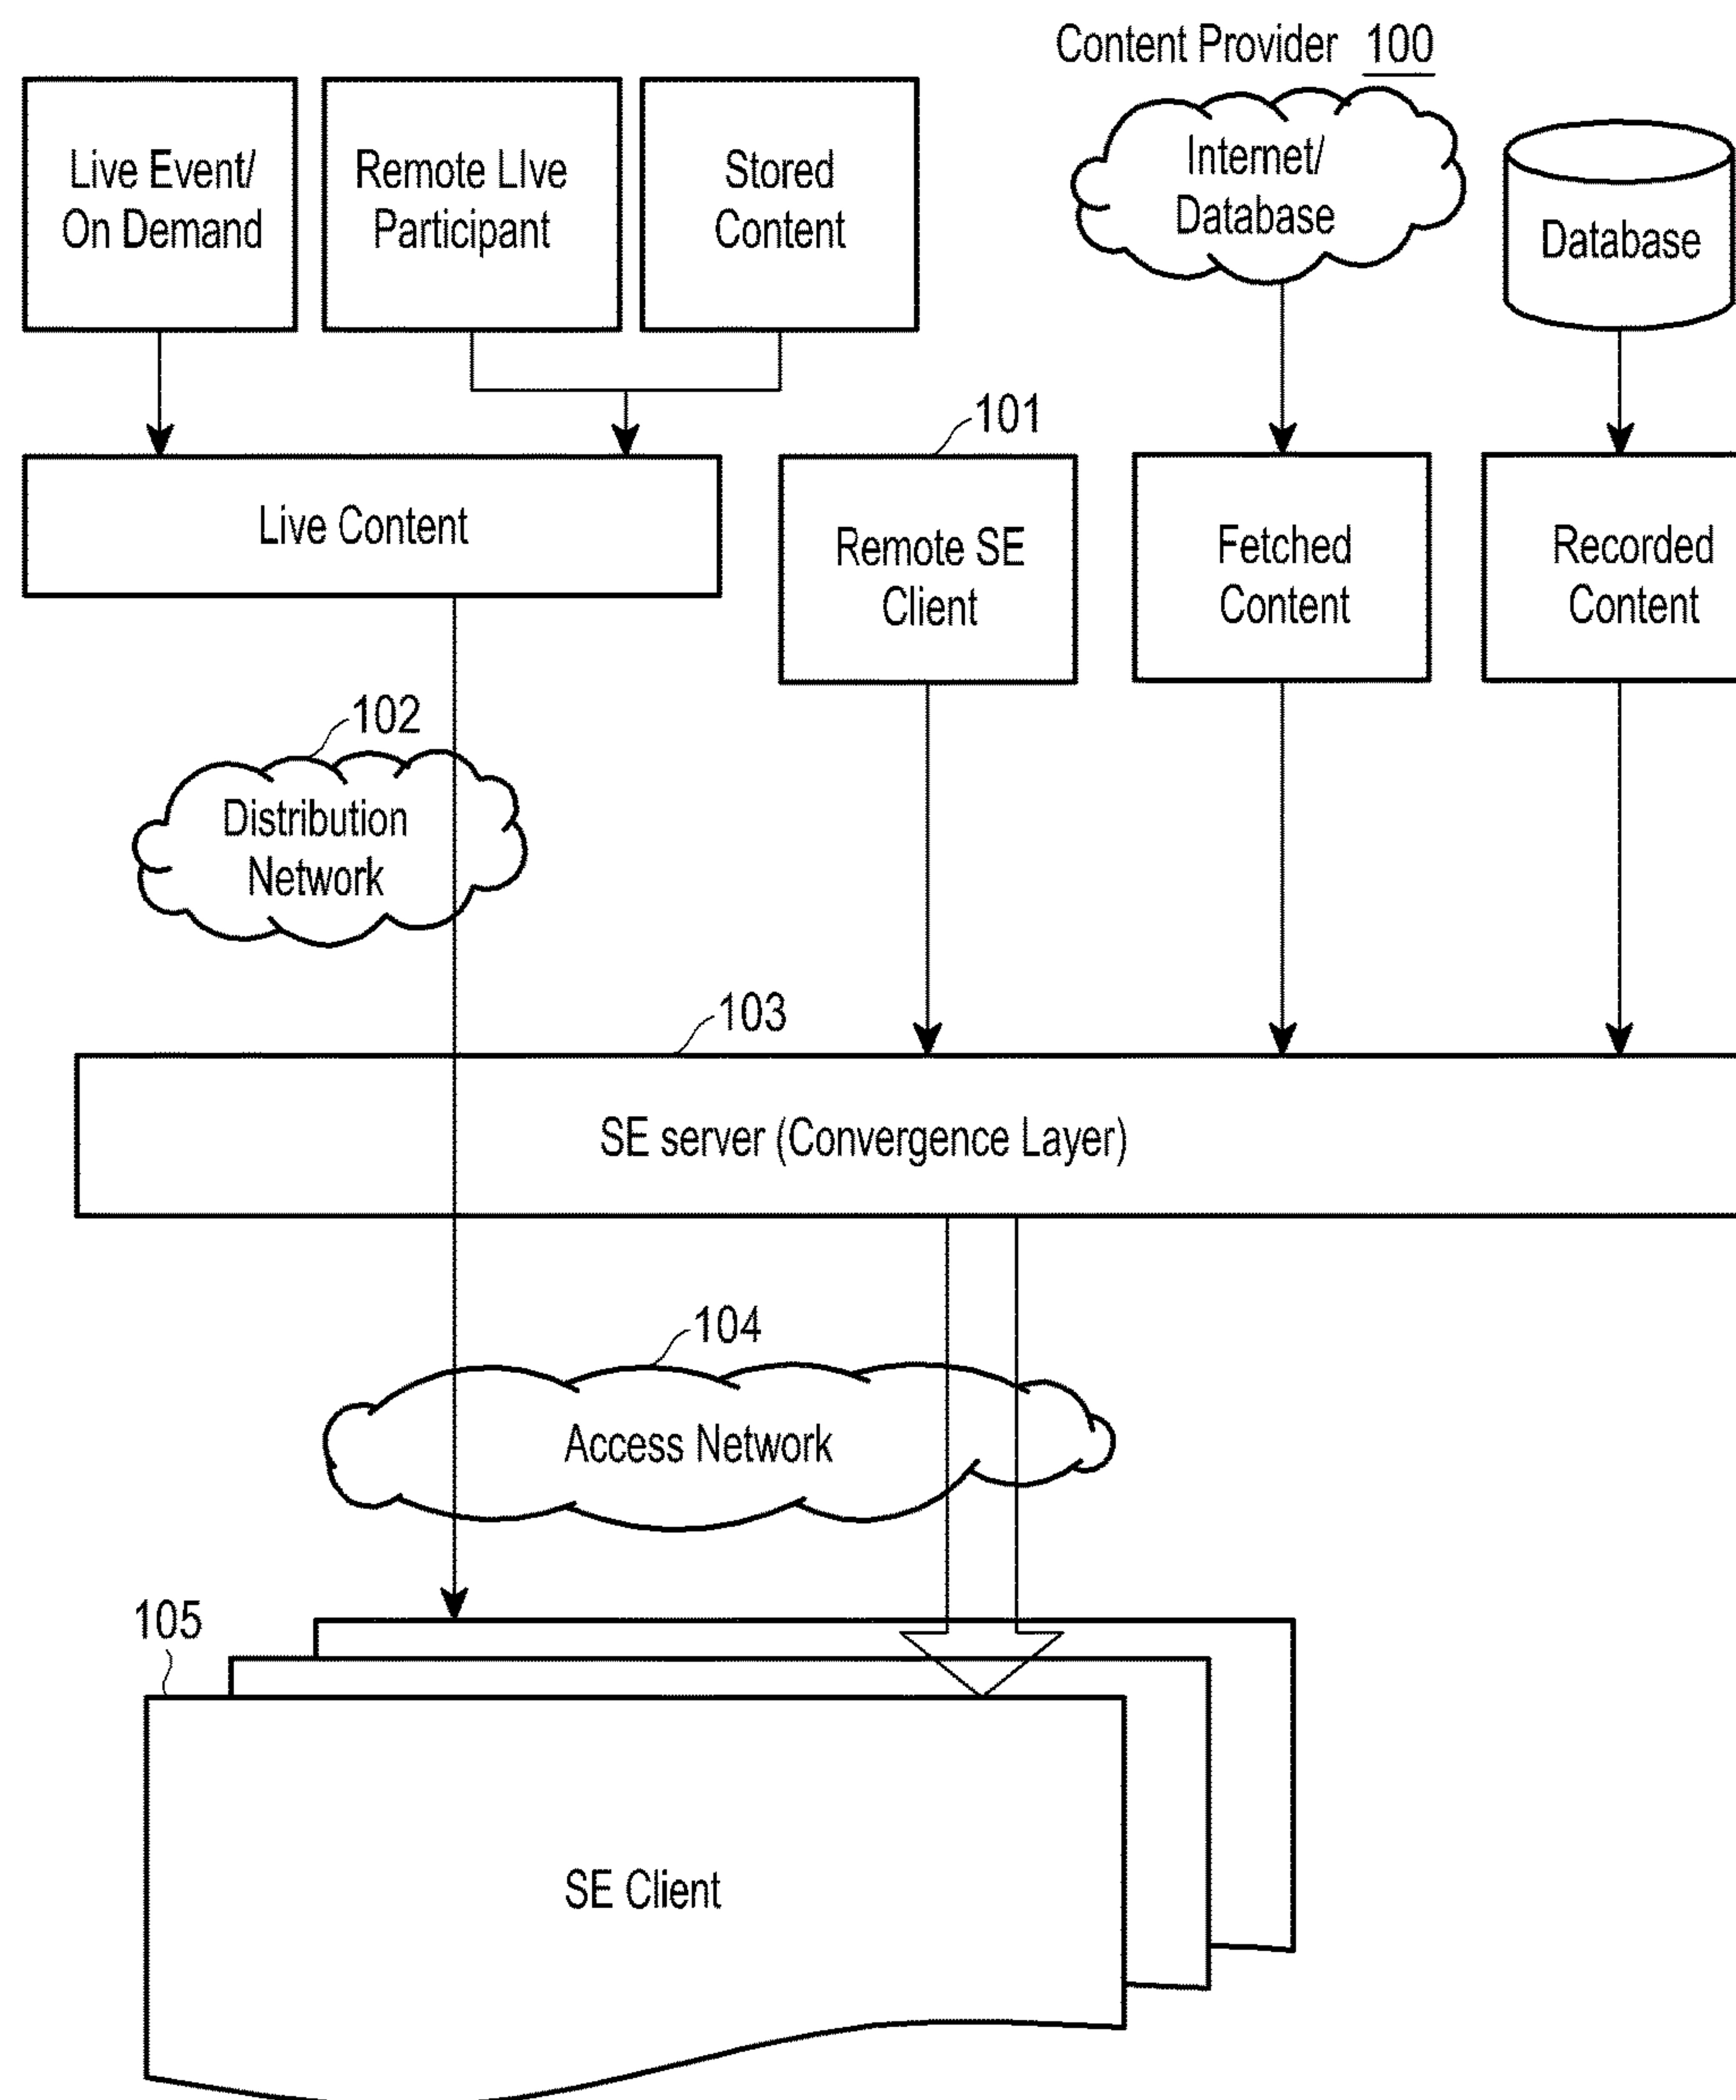 Content Provider 100
Live Event/
On Demand
Remote LIve
Participant
Stored
Content
Internet/
Database
Database
101
Live Content
Remote SE
Client
Fetched
Content
Recorded
Content
102
Distribution
Network
103
SE server (Convergence Layer)
104
Access Network
105
SE Client